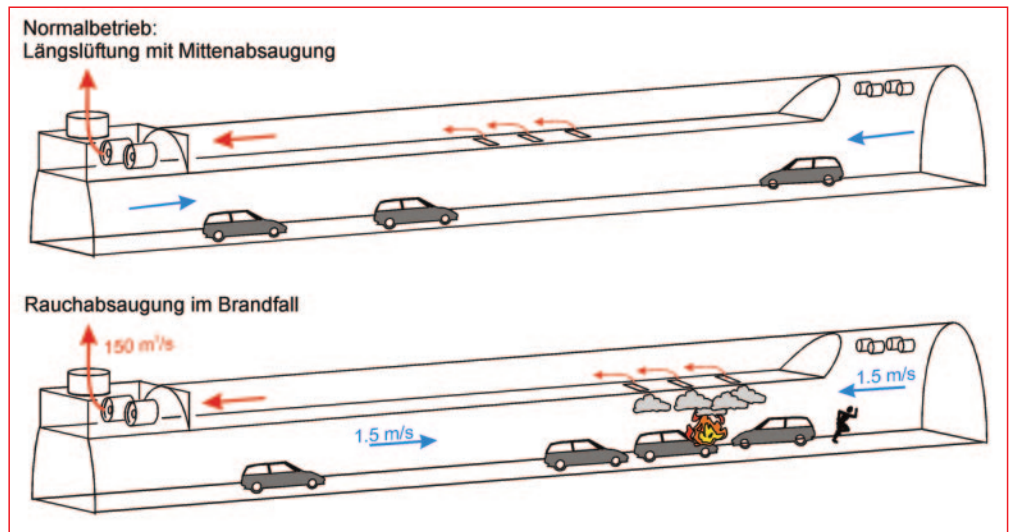 Normalbetrieb:
Längslüftung mit Mittenabsaugung
Rauchabsaugung im Brandfall
150 m³/s
1.5 m/s
1.5 m/s